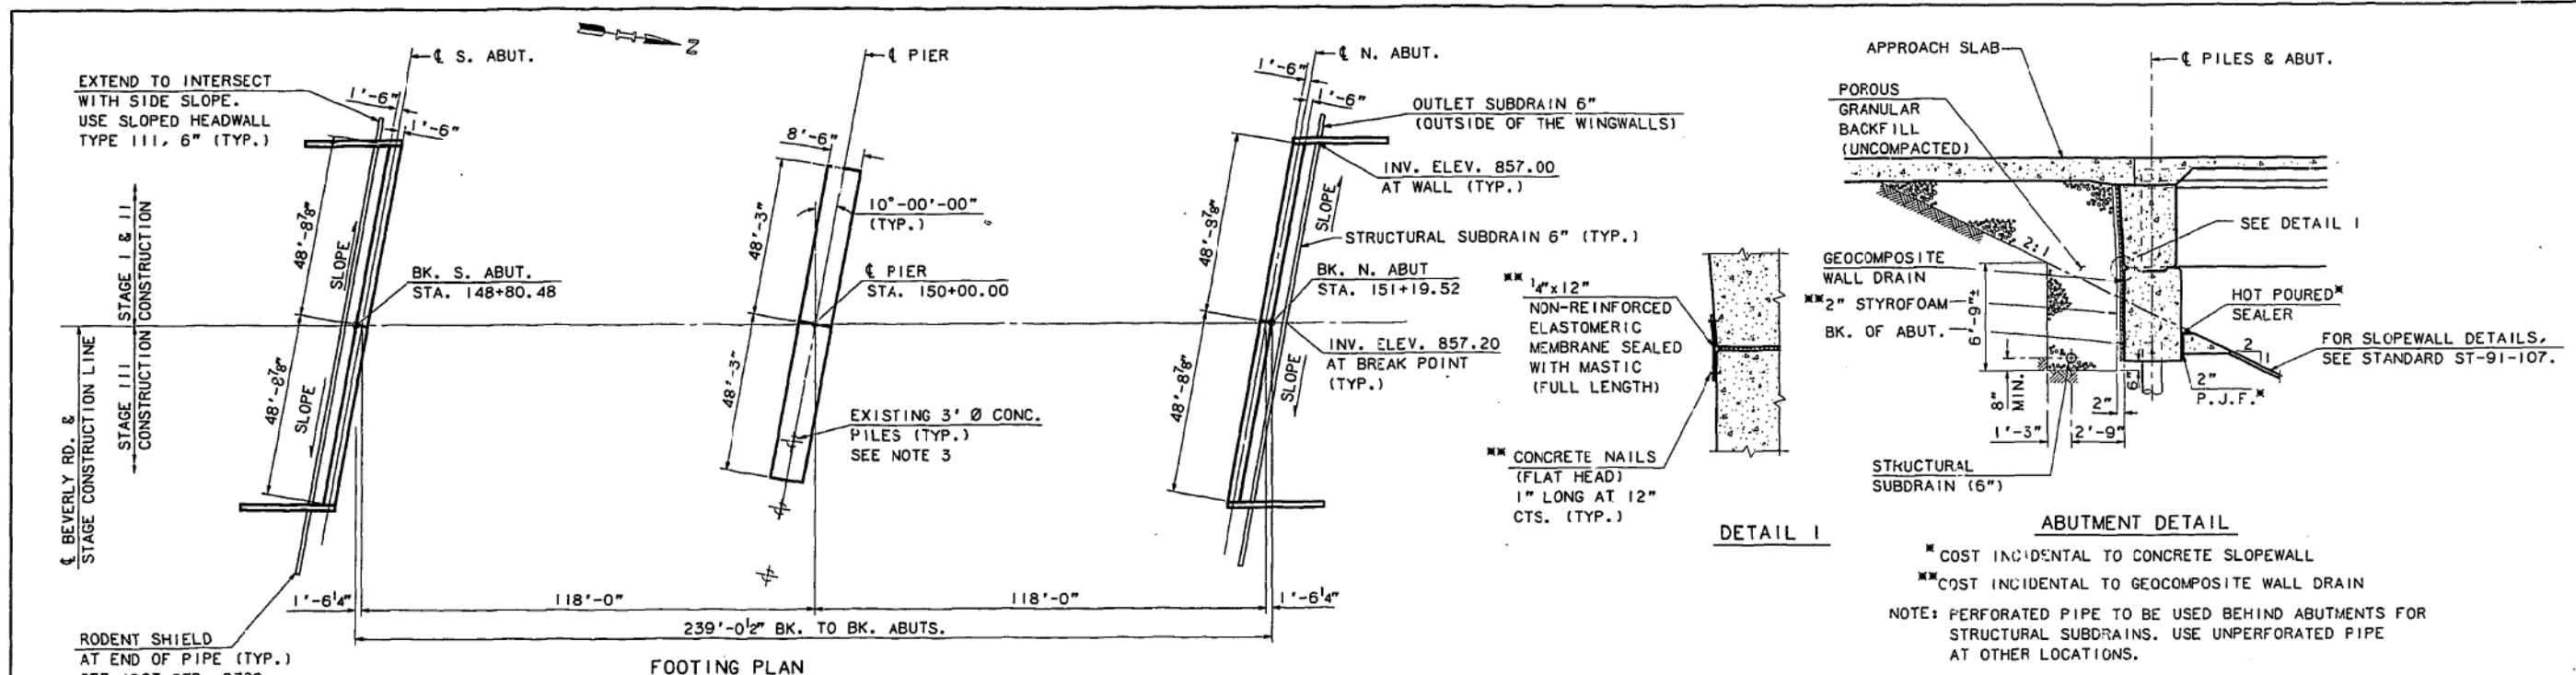 Z
℄ S. ABUT.
EXTEND TO INTERSECT
WITH SIDE SLOPE.
USE SLOPED HEADWALL
TYPE III, 6" (TYP.)
1'-6"
1'-6"
48'-8⅞"
SLOPE
STAGE I & II
CONSTRUCTION
BK. S. ABUT.
STA. 148+80.48
℄ BEVERLY RD. &
STAGE CONSTRUCTION LINE
STAGE III
CONSTRUCTION
48'-8⅞"
SLOPE
RODENT SHIELD
AT END OF PIPE (TYP.)
℄ PIER
8'-6"
48'-3"
10°-00'-00"
(TYP.)
℄ PIER
STA. 150+00.00
48'-3"
EXISTING 3' Ø CONC.
PILES (TYP.)
SEE NOTE 3
℄ N. ABUT.
1'-6"
1'-6"
OUTLET SUBDRAIN 6"
(OUTSIDE OF THE WINGWALLS)
INV. ELEV. 857.00
AT WALL (TYP.)
48'-8⅞"
SLOPE
STRUCTURAL SUBDRAIN 6" (TYP.)
BK. N. ABUT
STA. 151+19.52
INV. ELEV. 857.20
AT BREAK POINT
(TYP.)
48'-8⅞"
SLOPE
1'-6¼"
118'-0"
118'-0"
1'-6¼"
239'-0½" BK. TO BK. ABUTS.
FOOTING PLAN
** ¼"x12"
NON-REINFORCED
ELASTOMERIC
MEMBRANE SEALED
WITH MASTIC
(FULL LENGTH)
** CONCRETE NAILS
(FLAT HEAD)
1" LONG AT 12"
CTS. (TYP.)
DETAIL I
APPROACH SLAB
℄ PILES & ABUT.
POROUS
GRANULAR
BACKFILL
(UNCOMPACTED)
2:1
SEE DETAIL I
GEOCOMPOSITE
WALL DRAIN
**2" STYROFOAM
BK. OF ABUT.
6'-9"±
HOT POURED*
SEALER
2
1
FOR SLOPEWALL DETAILS,
SEE STANDARD ST-91-107.
8"
MIN.
6"
2"
2"
P.J.F.*
1'-3"
2'-9"
STRUCTURAL
SUBDRAIN (6")
ABUTMENT DETAIL
*COST INCIDENTAL TO CONCRETE SLOPEWALL
**COST INCIDENTAL TO GEOCOMPOSITE WALL DRAIN
NOTE: PERFORATED PIPE TO BE USED BEHIND ABUTMENTS FOR
STRUCTURAL SUBDRAINS. USE UNPERFORATED PIPE
AT OTHER LOCATIONS.